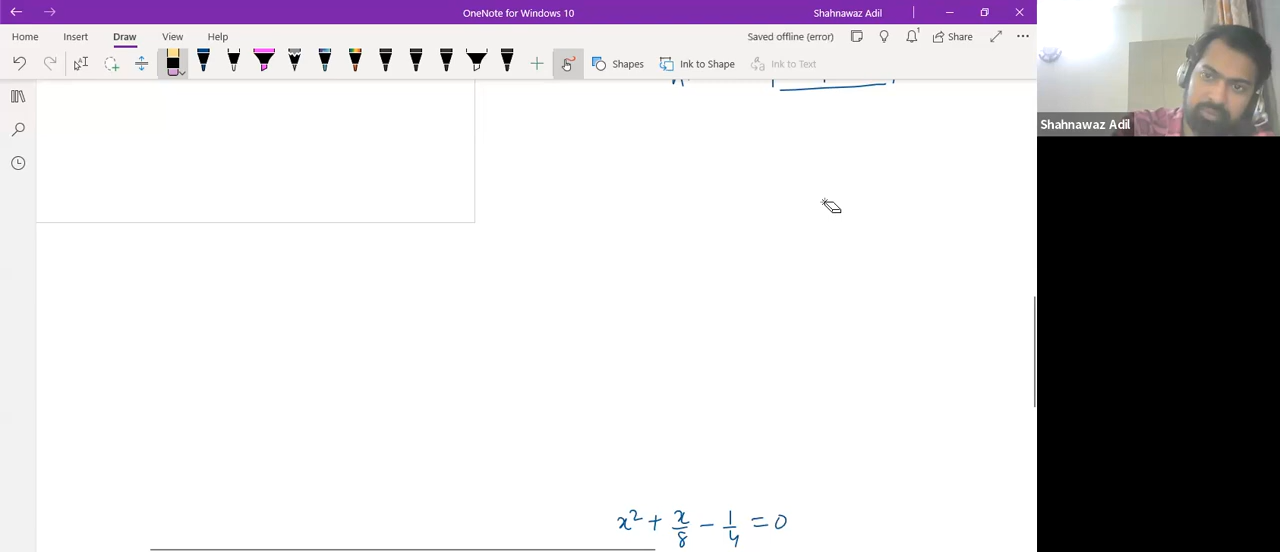 OneNote for Windows 10
Shahnawaz Adil
Home Insert Draw View Help
Saved offline (error)
Share
Shapes
Ink to Shape
Ink to Text
Shahnawaz Adil
x² + x/8 - 1/4 = 0